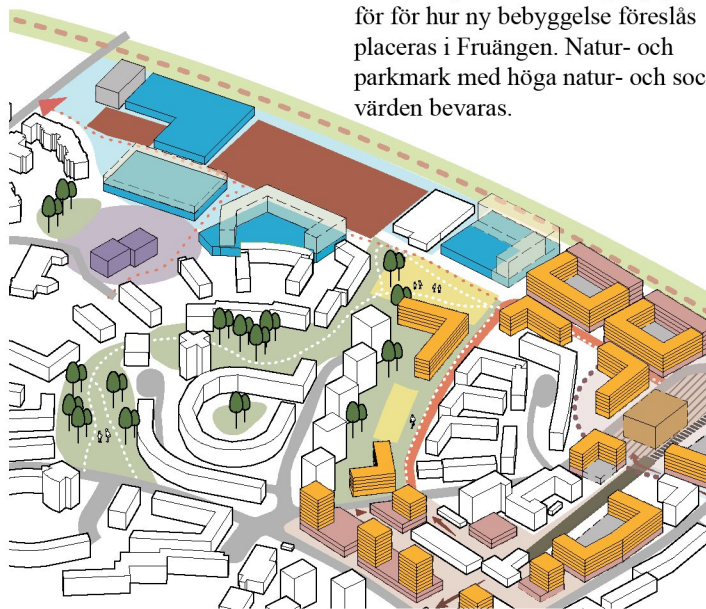 för för hur ny bebyggelse föreslås
placeras i Fruängen. Natur- och
parkmark med höga natur- och soc
värden bevaras.